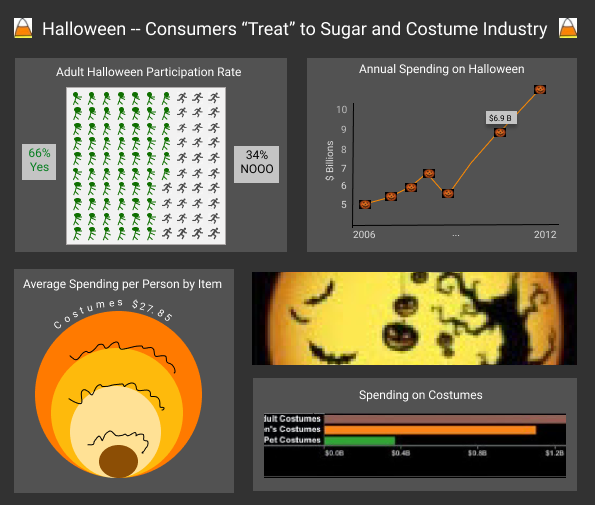 Halloween -- Consumers “Treat” to Sugar and Costume Industry
Adult Halloween Participation Rate
66%
Yes
34%
NOOO
Annual Spending on Halloween
$ Billions
10
9
8
7
6
5
$6.9 B
2006
...
2012
Average Spending per Person by Item
Costumes $27.85
Spending on Costumes
dult Costumes
n's Costumes
Pet Costumes
$0.0B
$0.4B
$0.8B
$1.2B